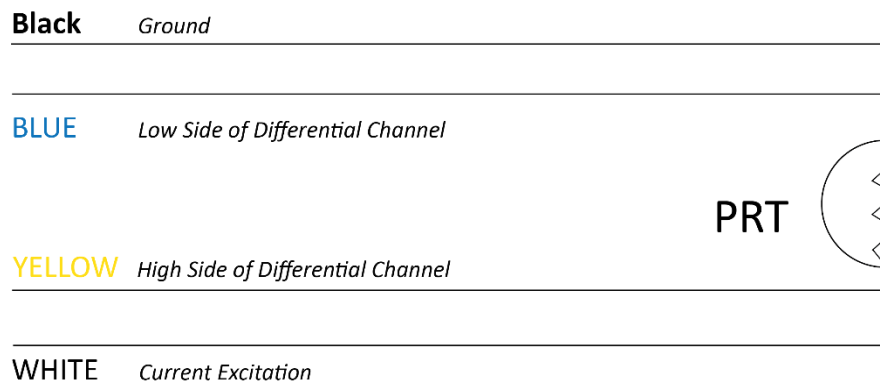 Black Ground
BLUE Low Side of Differential Channel
PRT
YELLOW High Side of Differential Channel
WHITE Current Excitation